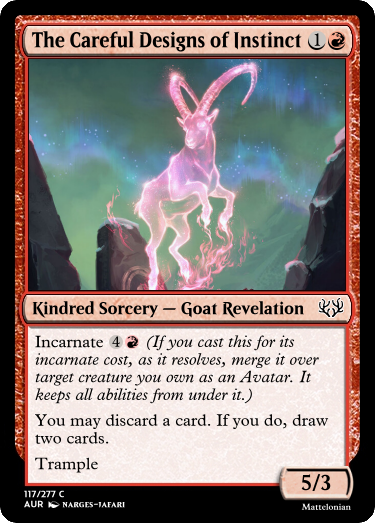 The Careful Designs of Instinct 1
Kindred Sorcery — Goat Revelation
Incarnate 4 (If you cast this for its
incarnate cost, as it resolves, merge it over
target creature you own as an Avatar. It
keeps all abilities from under it.)
You may discard a card. If you do, draw
two cards.
Trample
5/3
117/277 C
AUR NARGES-JAFARI
Mattelonian